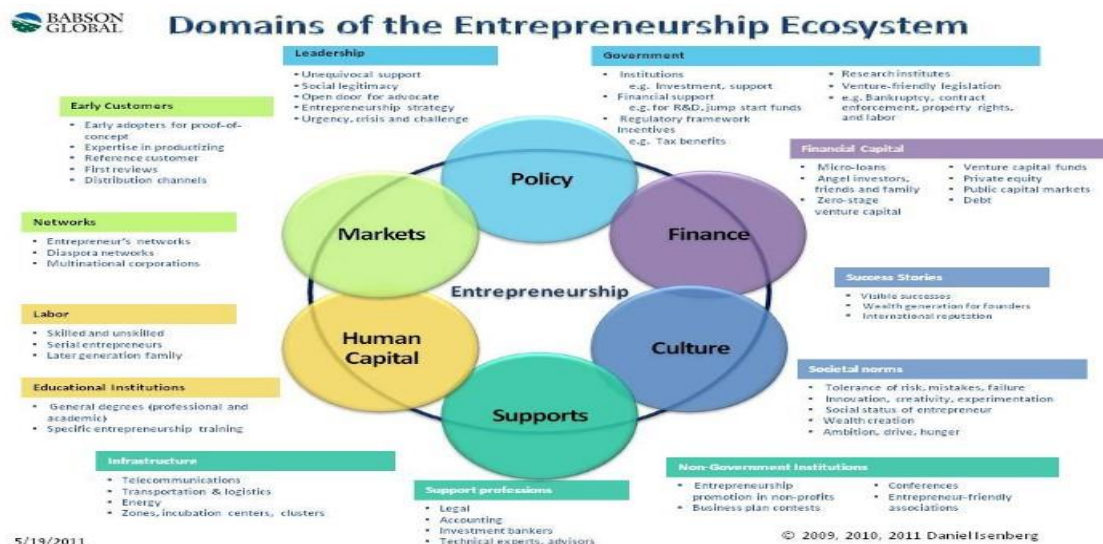 BABSON
GLOBAL
Domains of the Entrepreneurship Ecosystem
Leadership
• Unequivocal support
• Social legitimacy
• Open door for advocate
• Entrepreneurship strategy
• Urgency, crisis and challenge
Government
• Institutions
e.g. Investment, support
• Financial support
e.g. for R&D, jump start funds
• Regulatory framework
Incentives
e.g. Tax benefits
• Research institutes
• Venture-friendly legislation
• e.g. Bankruptcy, contract
enforcement, property rights,
and labor
Early Customers
• Early adopters for proof-of-
concept
• Expertise in productizing
• Reference customer
• First reviews
• Distribution channels
Financial Capital
• Micro-loans
• Angel investors,
friends and family
• Zero-stage
venture capital
• Venture capital funds
• Private equity
• Public capital markets
• Debt
Networks
• Entrepreneur's networks
• Diaspora networks
• Multinational corporations
Policy
Markets
Finance
Entrepreneurship
Human
Capital
Culture
Supports
Success Stories
• Visible successes
• Wealth generation for founders
• International reputation
Labor
• Skilled and unskilled
• Serial entrepreneurs
• Later generation family
Societal norms
• Tolerance of risk, mistakes, failure
• Innovation, creativity, experimentation
• Social status of entrepreneur
• Wealth creation
• Ambition, drive, hunger
Educational Institutions
• General degrees (professional and
academic)
• Specific entrepreneurship training
Infrastructure
• Telecommunications
• Transportation & logistics
• Energy
• Zones, incubation centers, clusters
Support professions
• Legal
• Accounting
• Investment bankers
• Technical experts, advisors
Non-Government Institutions
• Entrepreneurship
promotion in non-profits
• Business plan contests
• Conferences
• Entrepreneur-friendly
associations
5/19/2011
© 2009, 2010, 2011 Daniel Isenberg